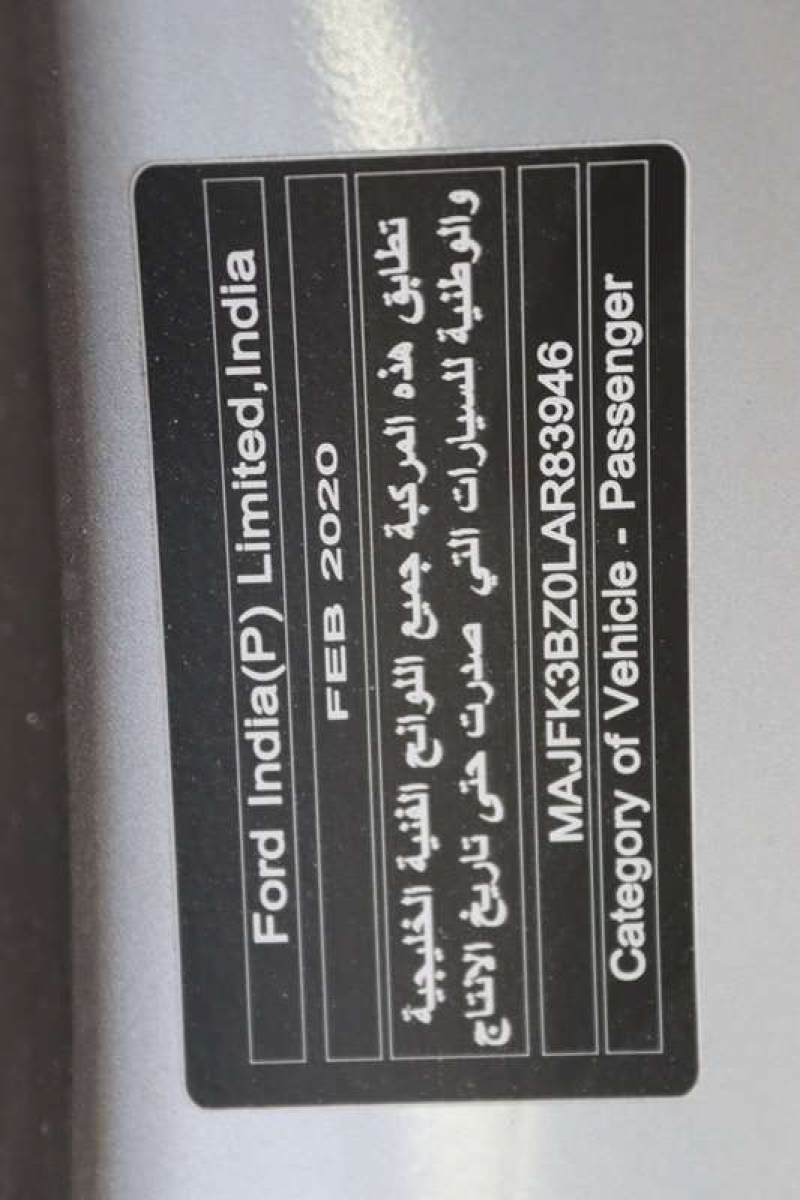 Ford India(P) Limited,India
FEB 2020
تطابق هذه المركبة جميع اللوائح الفنية الخليجية
والوطنية للسيارات التي صدرت حتى تاريخ الانتاج
MAJFK3BZ0LAR83946
Category of Vehicle - Passenger